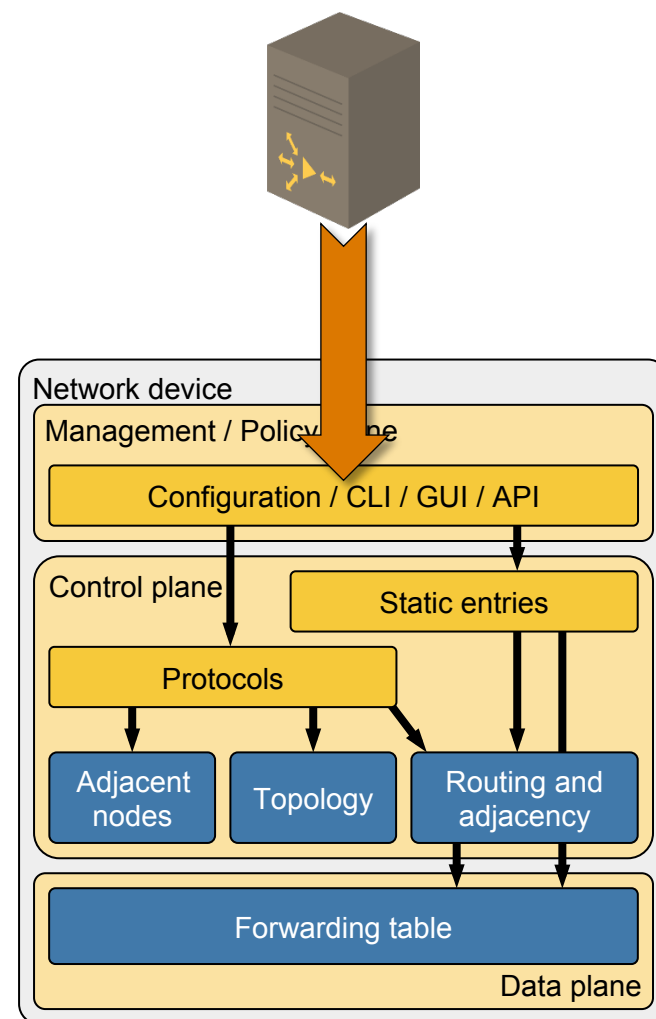 Network device
Management / Policy ne
Configuration / CLI / GUI / API
Control plane
Static entries
Protocols
Adjacent
nodes
Topology
Routing and
adjacency
Forwarding table
Data plane